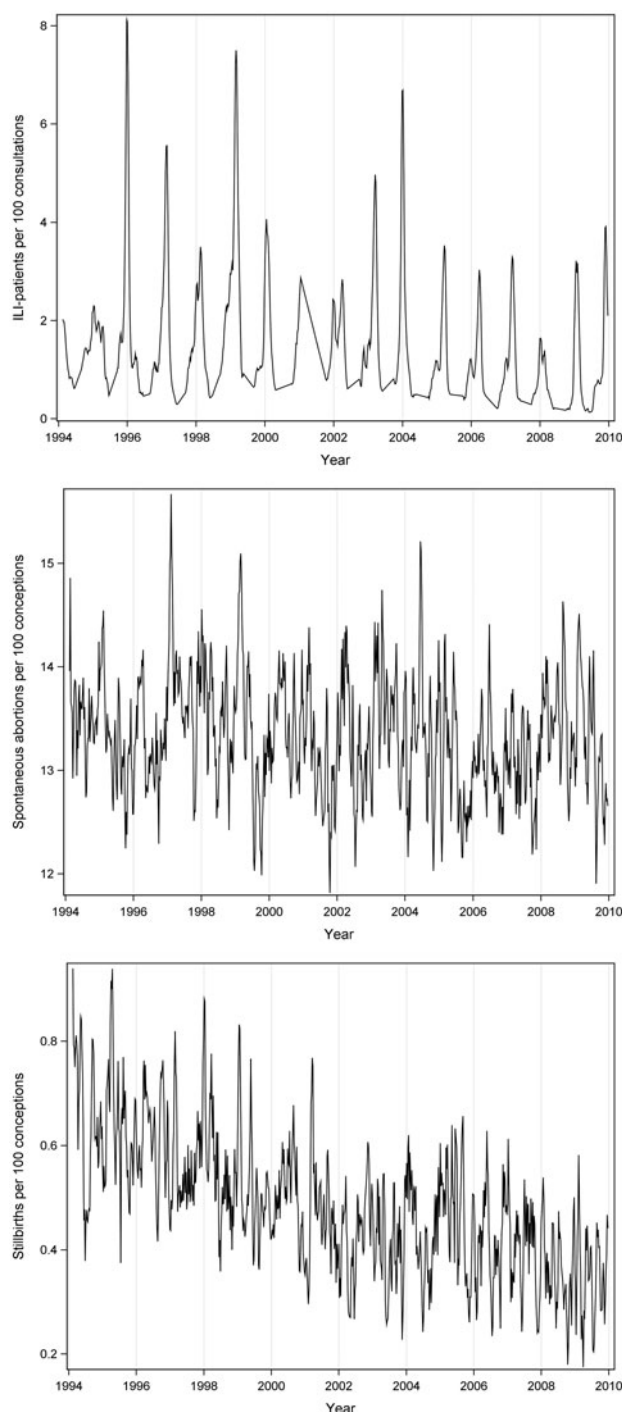 ILI-patients per 100 consultations
8
6
4
2
0
1994 1996 1998 2000 2002 2004 2006 2008 2010
Year
Spontaneous abortions per 100 conceptions
15
14
13
12
1994 1996 1998 2000 2002 2004 2006 2008 2010
Year
Stillbirths per 100 conceptions
0.8
0.6
0.4
0.2
1994 1996 1998 2000 2002 2004 2006 2008 2010
Year